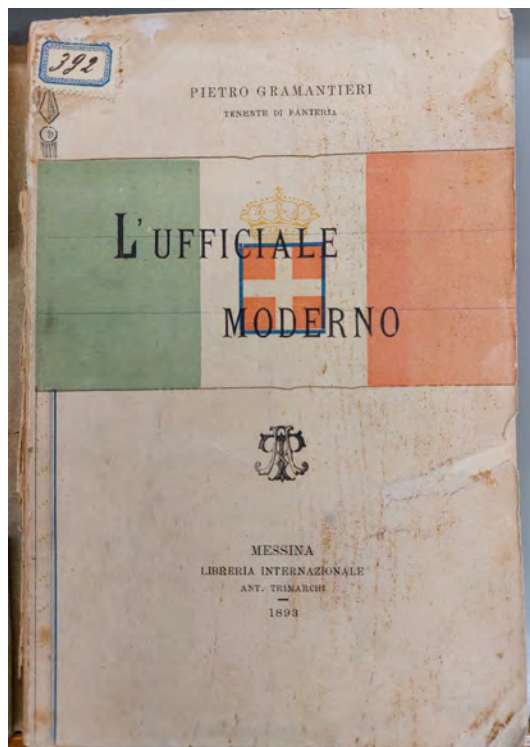 392
PIETRO GRAMANTIERI
TENENTE DI FANTERIA
L'UFFICIALE
MODERNO
MESSINA
LIBRERIA INTERNAZIONALE
ANT. TRIMARCHI
1893